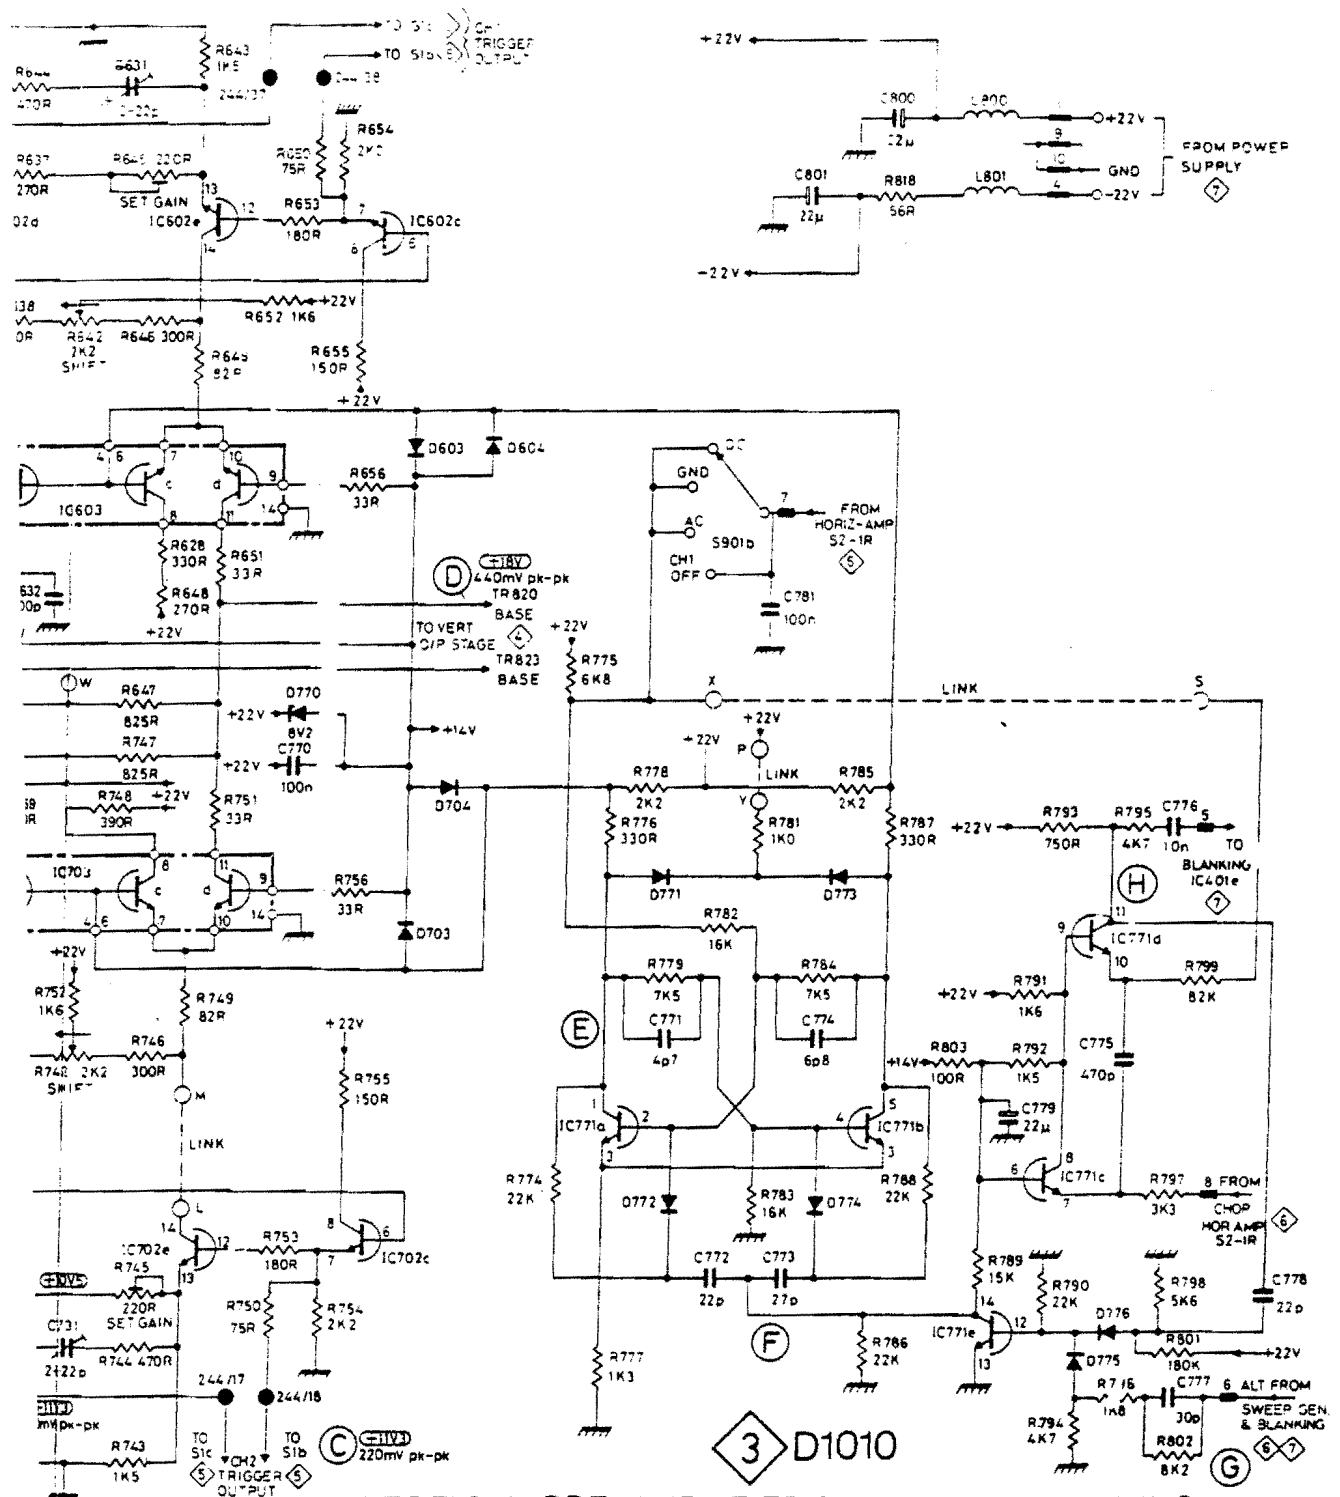 TRIGGER
OUTPUT
244/37
244/38
R643
1K5
R644
470R
2-22p
R654
75R
R637
270R
220R
SET GAIN
IC602e
13
12
14
R653
180R
7
IC602c
6
+22V
C800
L800
+22V
9
10
GND
C801
22µ
R818
56R
L801
4
-22V
FROM POWER
SUPPLY
7
-22V
+22V
R652 1K6
R642
SHIFT
R646 300R
82R
R655
150R
+22V
D603
D604
4 6
7
10
c
d
9
R656
33R
14
IC603
8
11
R628
330R
R651
33R
R648
270R
+22V
DC
GND
AC
S901b
CH1
OFF
7
FROM
HORIZ-AMP
S2-1R
5
C781
100n
D
+18V
440mV pk-pk
TR820
BASE
TO VERT
O/P STAGE
4
TR823
BASE
+22V
R775
6K8
W
R647
825R
R747
825R
+22V
D770
8V2
+22V
C770
100n
+14V
X
LINK
S
+22V
P
+22V
LINK
Y
R778
2K2
R785
2K2
R748
390R
+22V
R751
33R
D704
R776
330R
R781
1K0
R787
330R
+22V
R793
750R
R795
4K7
C776
10n
5
TO
BLANKING
IC401e
7
IC703
8
11
c
d
9
14
4 6
7
10
R756
33R
D703
D771
D773
H
R782
16K
9
11
IC771d
10
+22V
R752
1K6
R749
82R
+22V
R779
7K5
R784
7K5
C771
4p7
C774
6p8
E
+22V
R791
1K6
R799
82K
R746
300R
2K2
SHIFT
R755
150R
M
LINK
L
+14V
R803
100R
R792
1K5
C775
470p
C779
22µ
1
IC771a
2
3
4
5
IC771b
3
R774
22K
D772
R783
16K
D774
R788
22K
6
8
IC771c
7
R797
3K3
8 FROM
CHOP
HOR AMP
S2-1R
6
14
IC702e
12
13
R753
180R
8
7
6
IC702c
+10V5
R745
220R
SET GAIN
C731
2-22p
R744 470R
R750
75R
R754
2K2
C772
22p
C773
27p
F
R777
1K3
R786
22K
R789
15K
14
IC771e
12
13
R790
22K
D776
R798
5K6
C778
22p
R801
180K
+22V
D775
R794
4K7
1K8
C777
30p
6 ALT FROM
SWEEP GEN.
& BLANKING
6 7
R802
8K2
G
244/17
244/18
R743
1K5
TO
S1c
5
CH2
TRIGGER
OUTPUT
TO
S1b
5
C
220mV pk-pk
3 D1010